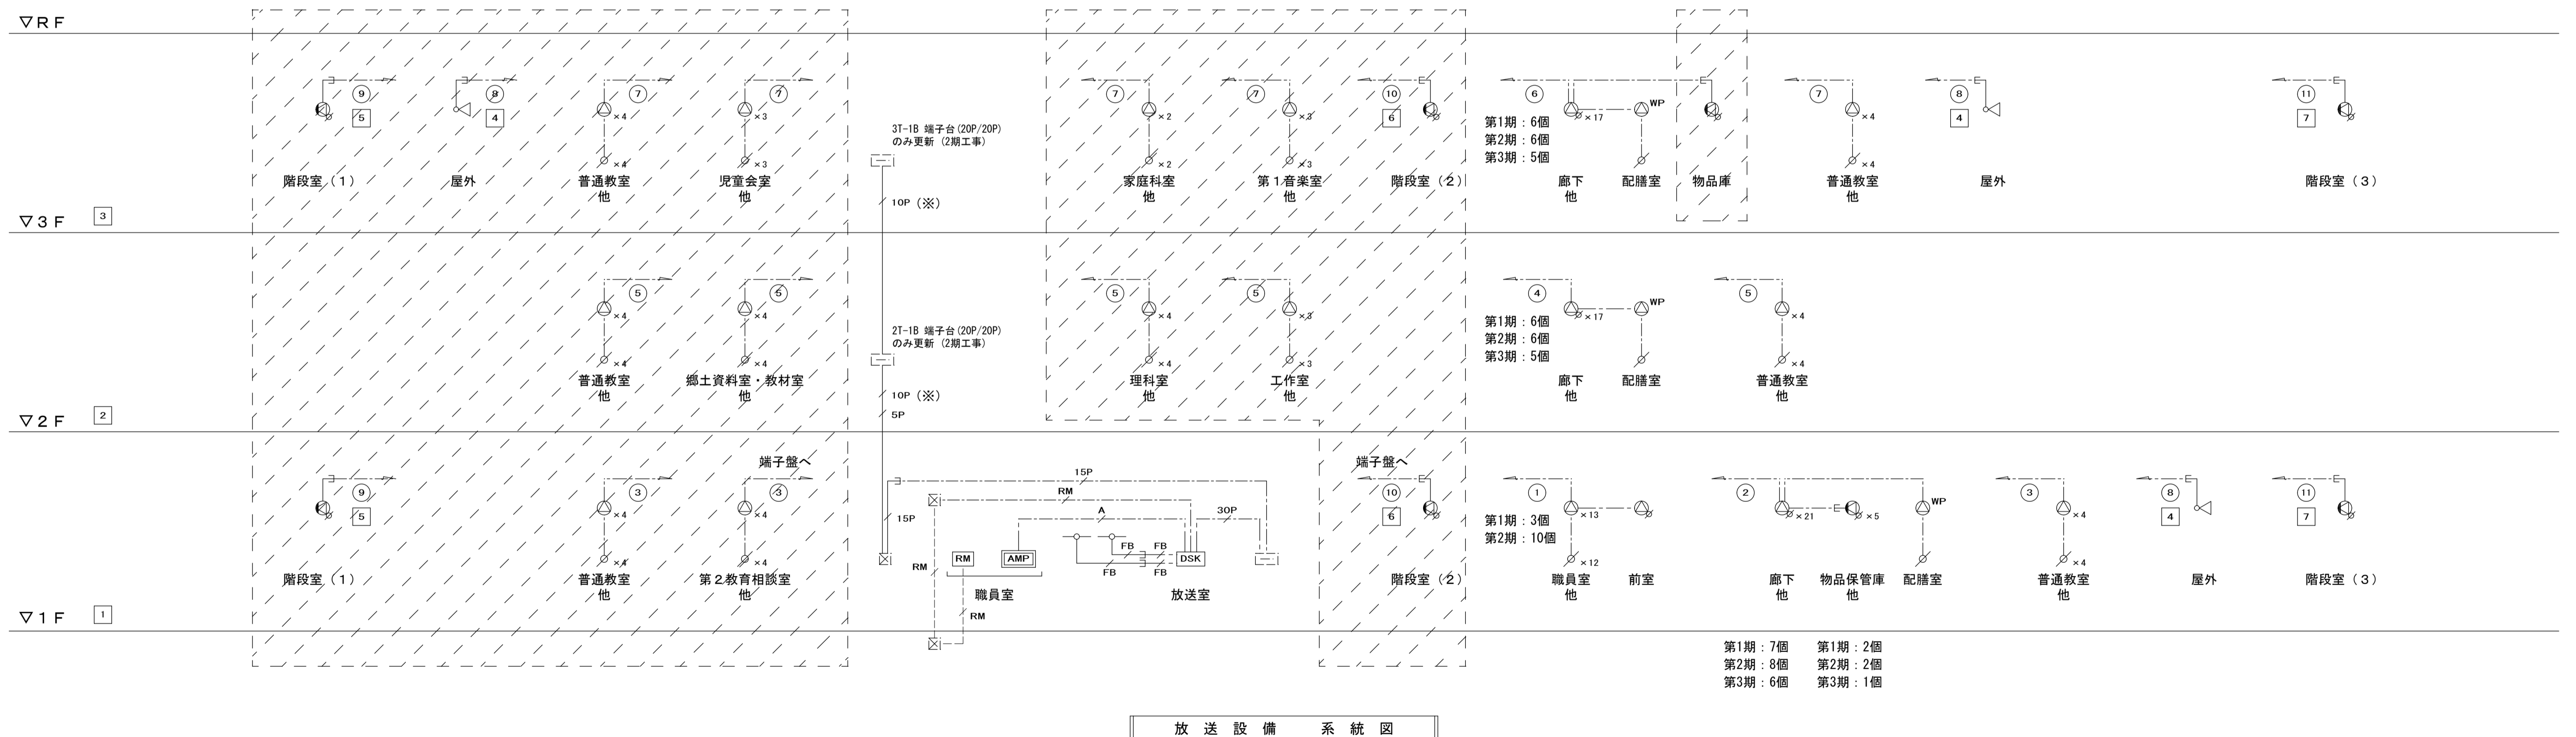 ▽ＲＦ
⑨
5
階段室（１）
⑧
4
屋外
⑦
×4
×4
普通教室
他
⑦
×3
×3
児童会室
他
3T-1B 端子台(20P/20P)
のみ更新（2期工事）
10P（※）
⑦
×2
×2
家庭科室
他
⑦
×3
×3
第１音楽室
他
⑩
6
階段室（２）
⑥
第1期：6個
第2期：6個
第3期：5個
×17
廊下
他
WP
配膳室
物品庫
⑦
×4
×4
普通教室
他
⑧
4
屋外
⑪
7
階段室（３）
▽３Ｆ
3
⑤
×4
×4
普通教室
他
⑤
×4
×4
郷土資料室・教材室
他
2T-1B 端子台(20P/20P)
のみ更新（2期工事）
10P（※）
5P
⑤
×4
×4
理科室
他
⑤
×3
×3
工作室
他
④
第1期：6個
第2期：6個
第3期：5個
×17
廊下
他
WP
配膳室
⑤
×4
×4
普通教室
他
▽２Ｆ
2
⑨
5
階段室（１）
③
×4
×4
普通教室
他
端子盤へ
③
×4
×4
第２教育相談室
他
15P
15P
RM
A
30P
RM
RM
AMP
FB
FB
FB
FB
DSK
職員室
放送室
RM
端子盤へ
⑩
6
階段室（２）
①
第1期：3個
第2期：10個
×13
×12
職員室
他
前室
②
×21
廊下
他
×5
物品保管庫
他
WP
配膳室
③
×4
×4
普通教室
他
⑧
4
屋外
⑪
7
階段室（３）
▽１Ｆ
1
第1期：7個
第2期：8個
第3期：6個
第1期：2個
第2期：2個
第3期：1個
放送設備　系統図